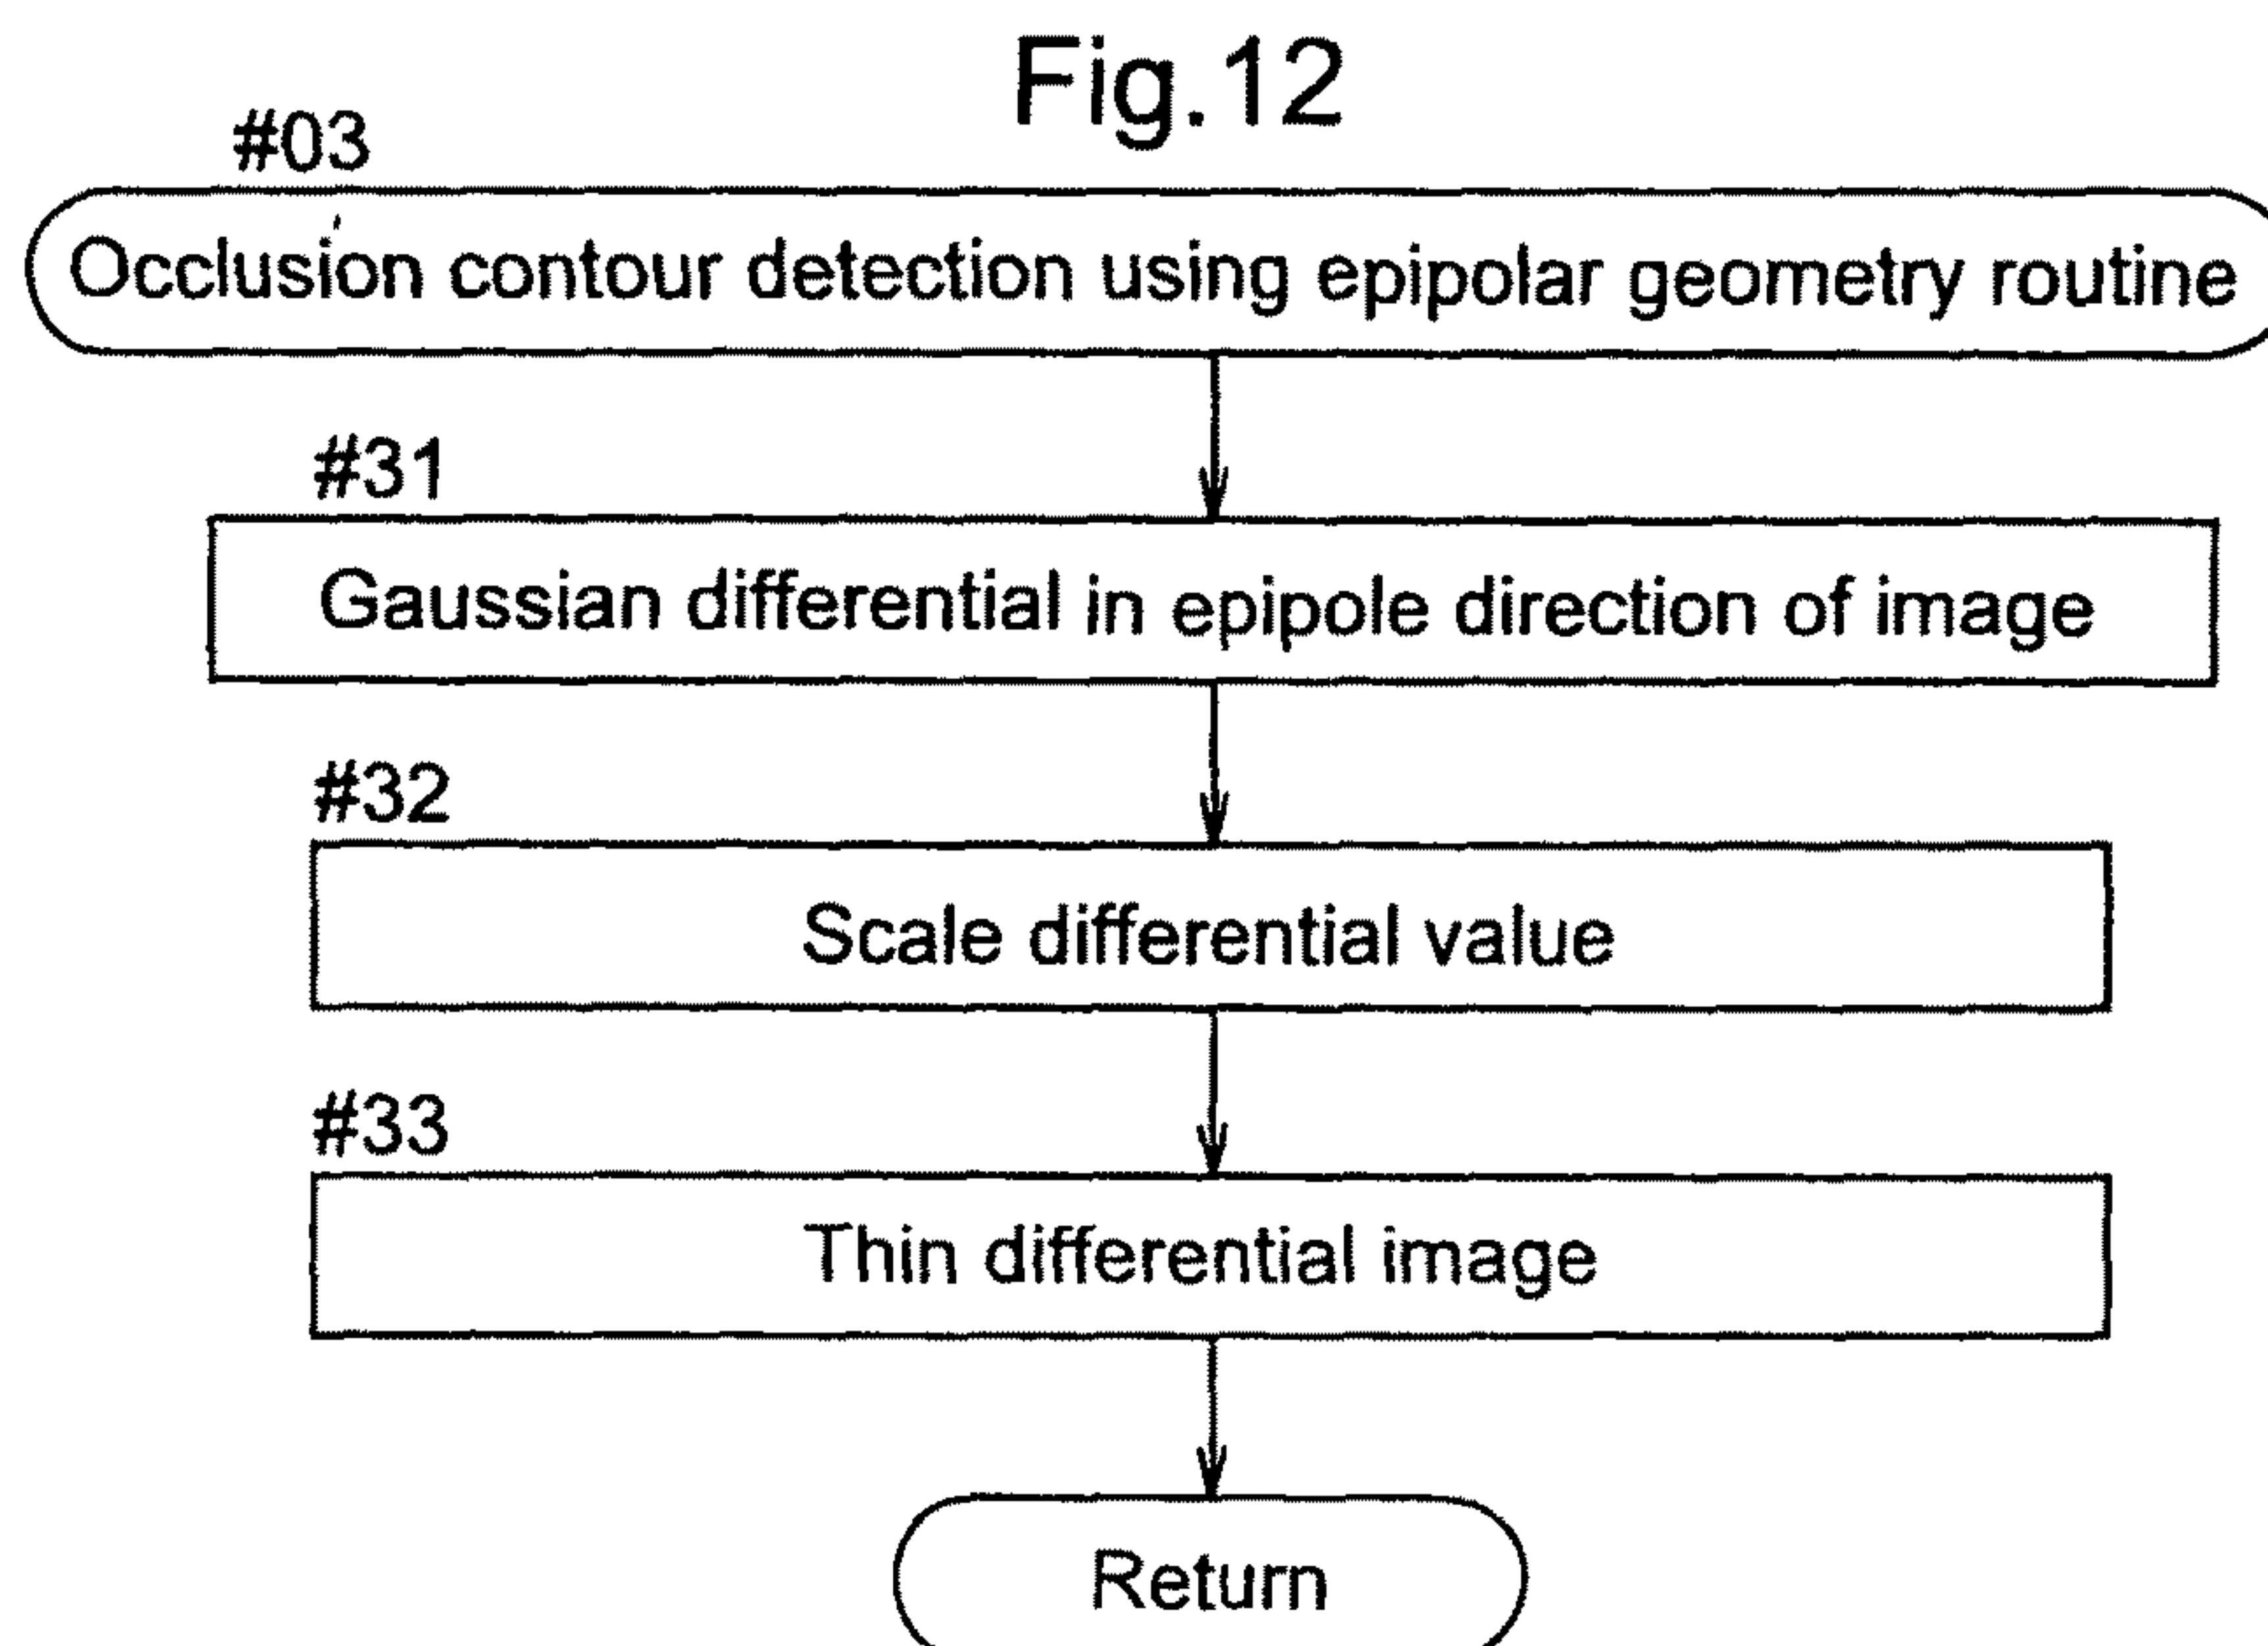 Fig.12
#03
Occlusion contour detection using epipolar geometry routine
#31
Gaussian differential in epipole direction of image
#32
Scale differential value
#33
Thin differential image
Return